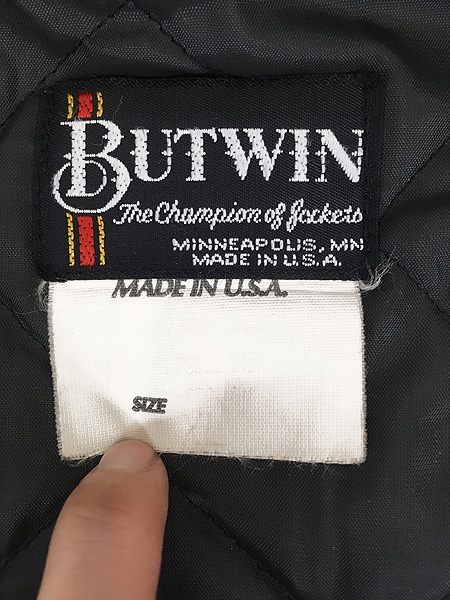 BUTWIN
The Champion of Jackets
MINNEAPOLIS, MN
MADE IN U.S.A.
MADE IN U.S.A.
SIZE